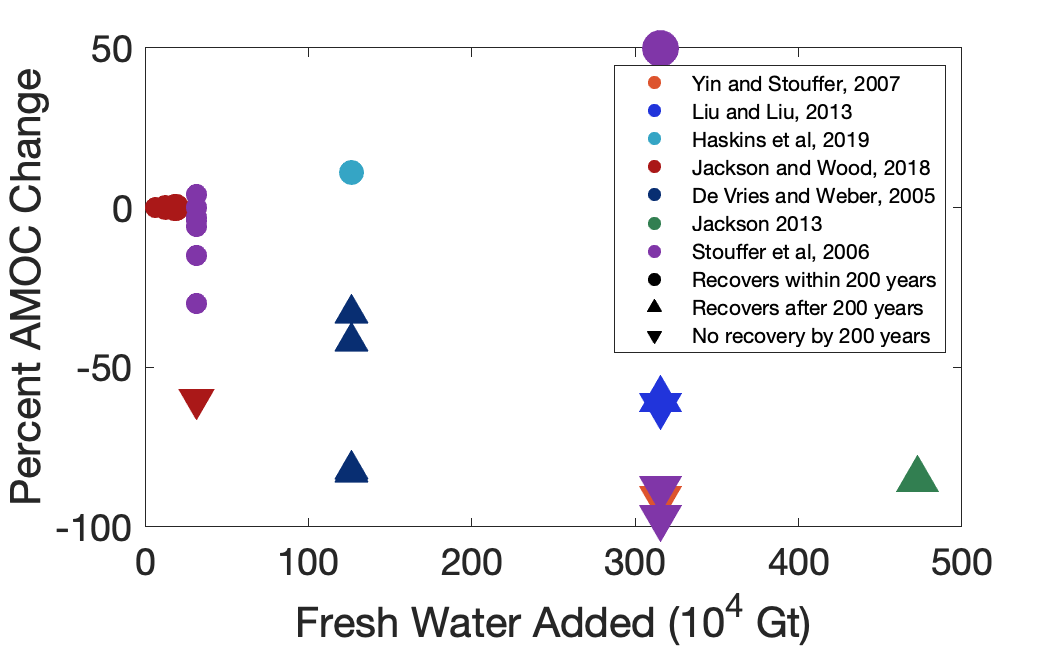 Percent AMOC Change
50
0
-50
-100
Yin and Stouffer, 2007
Liu and Liu, 2013
Haskins et al, 2019
Jackson and Wood, 2018
De Vries and Weber, 2005
Jackson 2013
Stouffer et al, 2006
Recovers within 200 years
Recovers after 200 years
No recovery by 200 years
0 100 200 300 400 500
Fresh Water Added (10⁴ Gt)